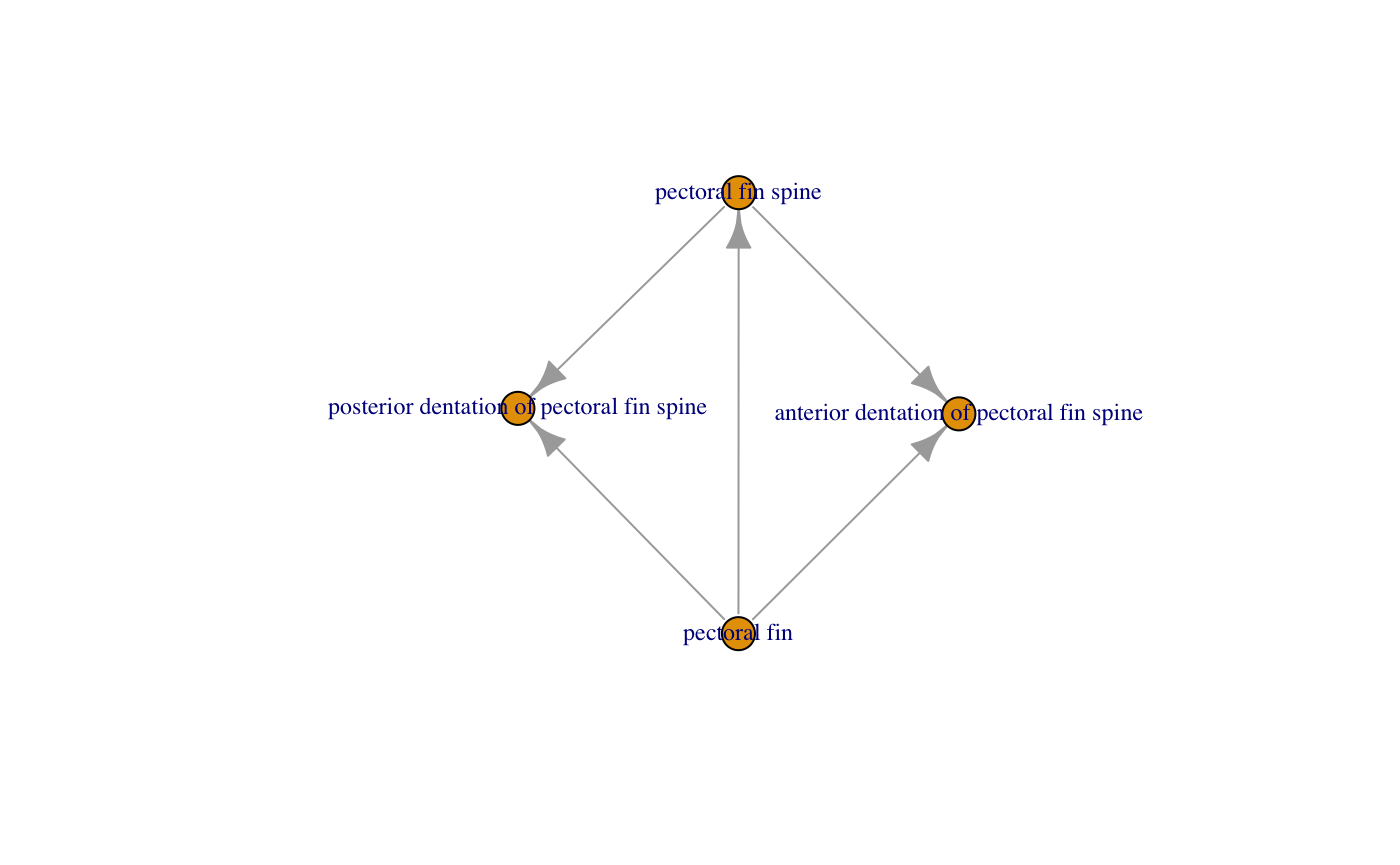 pectoral fin spine
posterior dentation of pectoral fin spine
anterior dentation of pectoral fin spine
pectoral fin